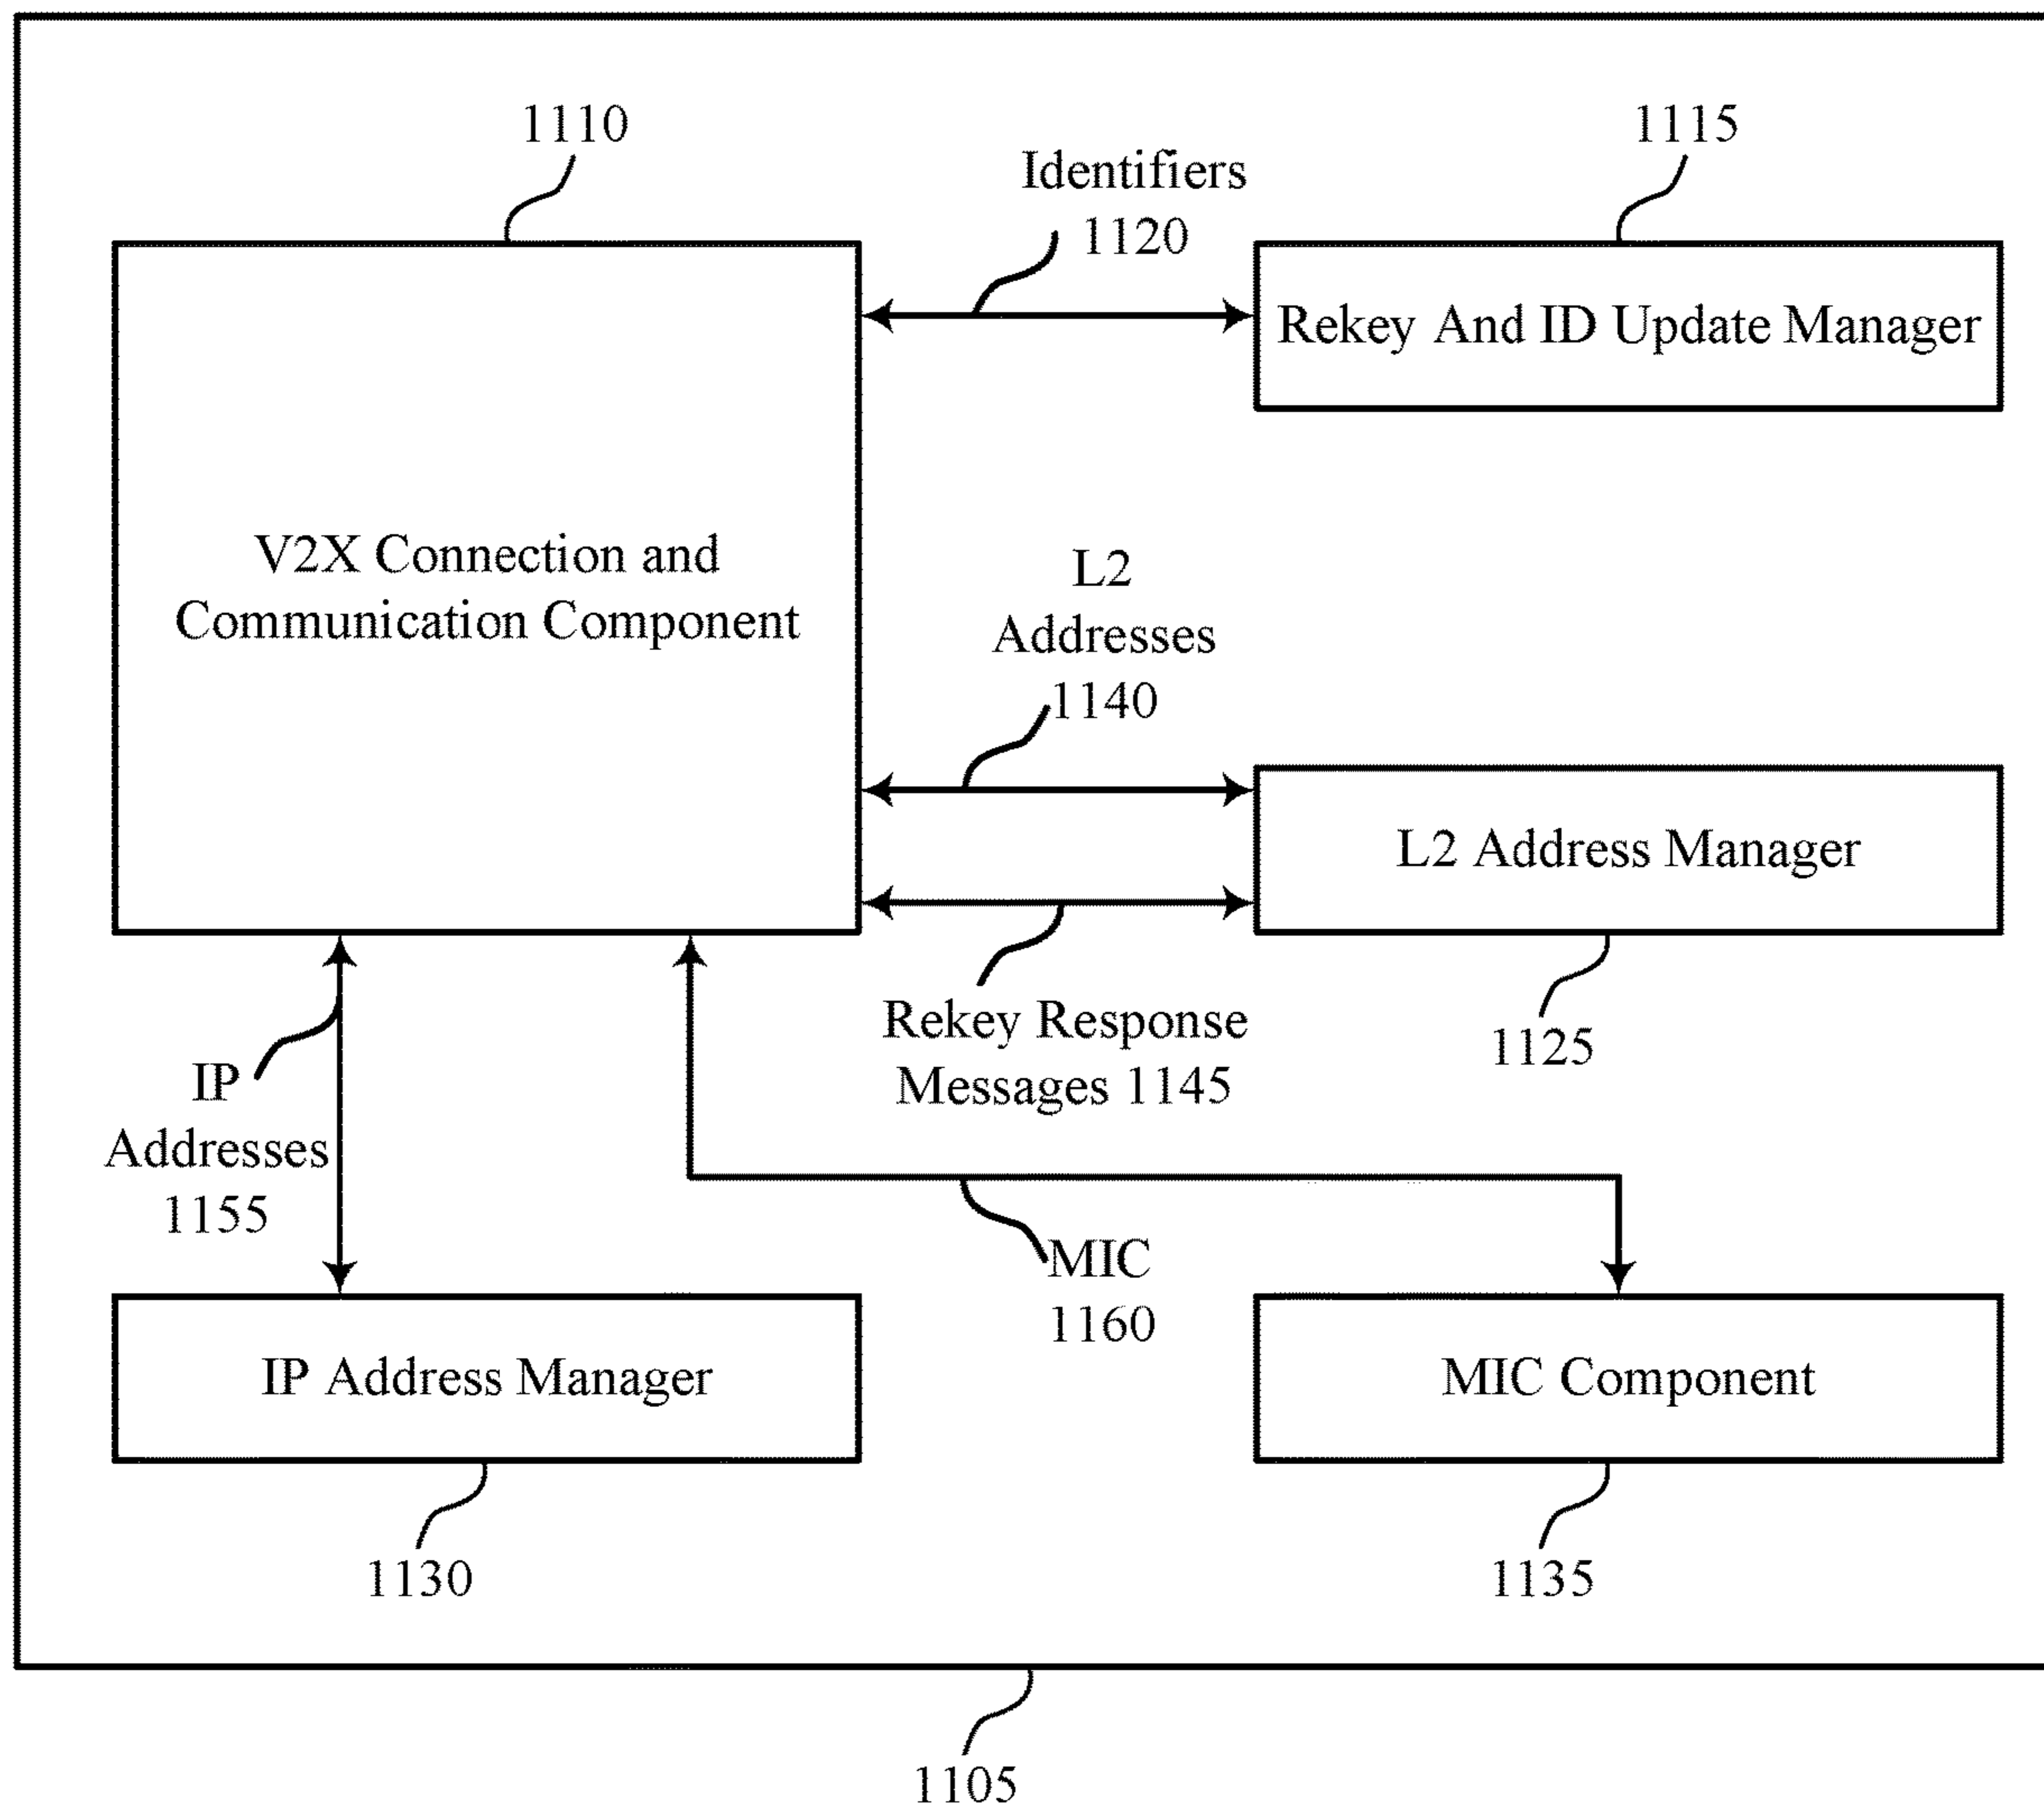 1110
1115
Identifiers
1120
Rekey And ID Update Manager
V2X Connection and
Communication Component
L2
Addresses
1140
L2 Address Manager
Rekey Response
Messages 1145
1125
IP
Addresses
1155
MIC
1160
IP Address Manager
MIC Component
1130
1135
1105